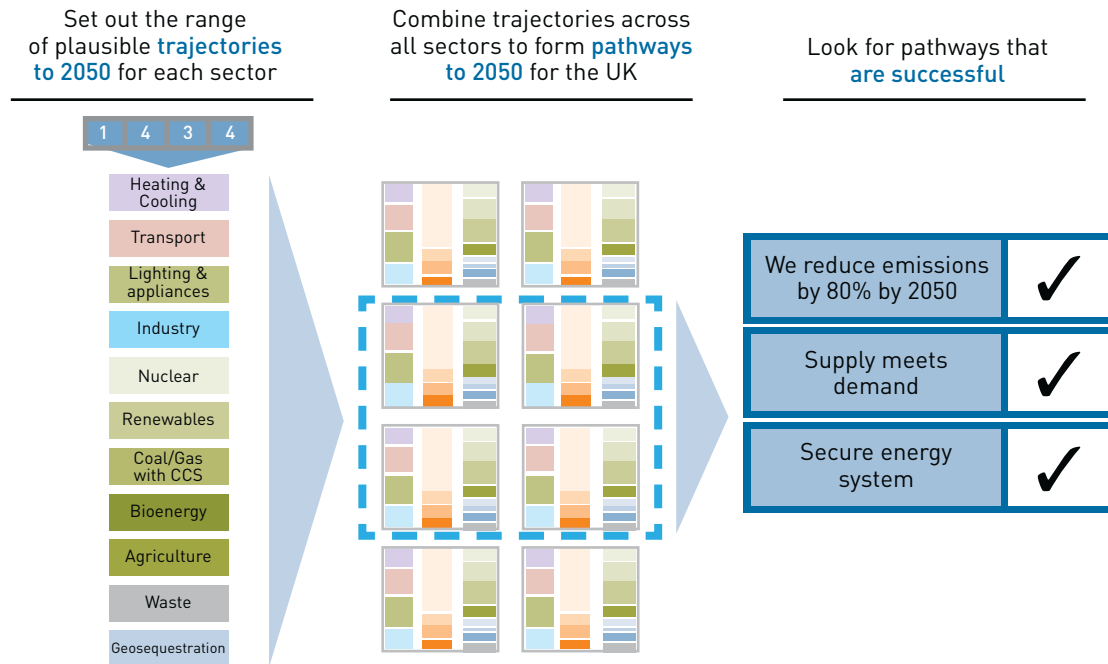 Set out the range
of plausible trajectories
to 2050 for each sector
Combine trajectories across
all sectors to form pathways
to 2050 for the UK
Look for pathways that
are successful
1 4 3 4
Heating &
Cooling
Transport
Lighting &
appliances
Industry
Nuclear
Renewables
Coal/Gas
with CCS
Bioenergy
Agriculture
Waste
Geosequestration
We reduce emissions
by 80% by 2050
Supply meets
demand
Secure energy
system